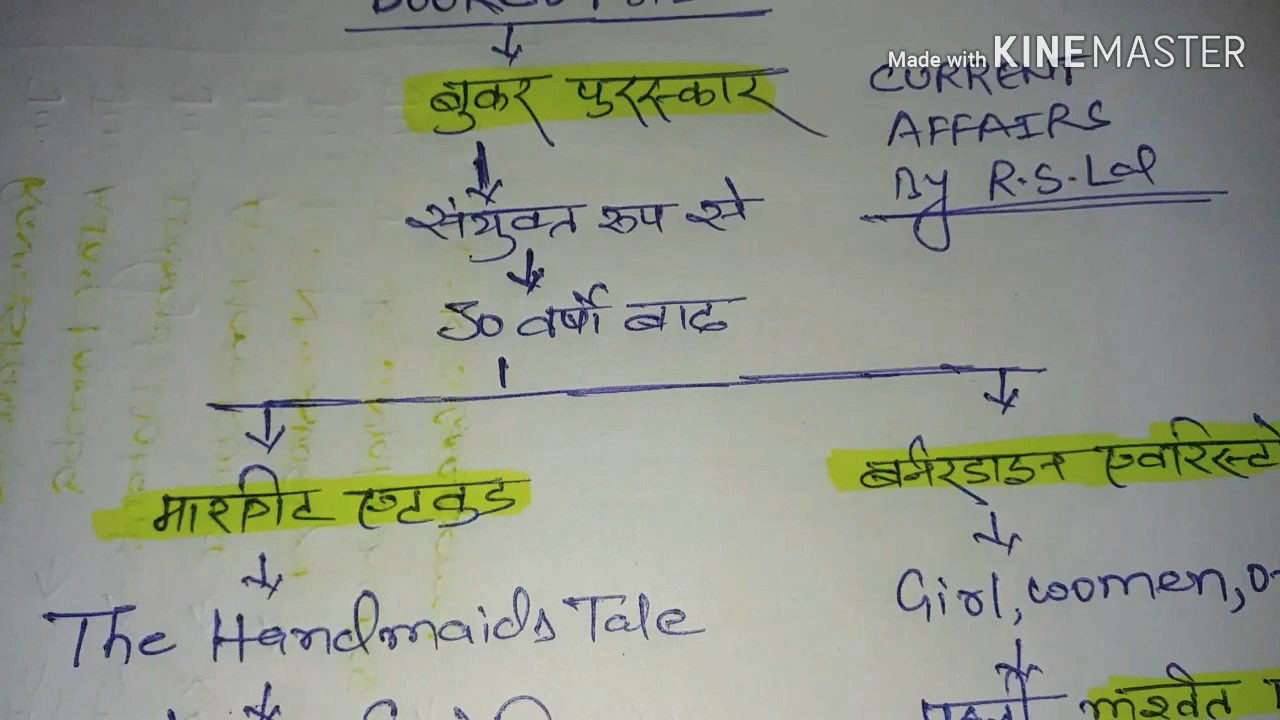 Made with KINEMASTER
बुकर पुरस्कार
CURRENT
AFFAIRS
By R.S.Lal
संयुक्त रूप से
30 वर्षो बाद
मारग्रेट एटवुड
बर्नरडाइन एवरिस्टो
The Handmaids Tale
Girl, women,
अश्वेत